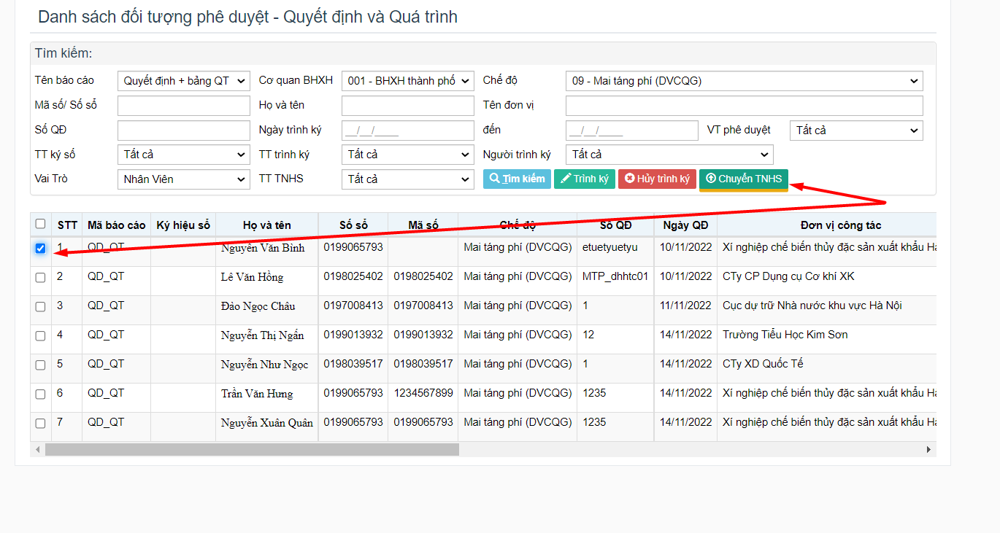 Danh sách đối tượng phê duyệt - Quyết định và Quá trình
Tìm kiếm:
Tên báo cáo Quyết định + bảng QT Cơ quan BHXH 001 - BHXH thành phố Chế độ 09 - Mai táng phí (DVCQG)
Mã số/ Số sổ Họ và tên Tên đơn vị
Số QĐ Ngày trình ký __/__/____ đến __/__/____ VT phê duyệt Tất cả
TT ký số Tất cả TT trình ký Tất cả Người trình ký Tất cả
Vai Trò Nhân Viên TT TNHS Tất cả Tìm kiếm Trình ký Hủy trình ký Chuyển TNHS
STT Mã báo cáo Ký hiệu sổ Họ và tên Số sổ Mã số Chế độ Số QĐ Ngày QĐ Đơn vị công tác
1 QD_QT Nguyễn Văn Bình 0199065793 Mai táng phí (DVCQG) etuetyuetyu 10/11/2022 Xí nghiệp chế biến thủy đặc sản xuất khẩu Hà
2 QD_QT Lê Văn Hồng 0198025402 0198025402 Mai táng phí (DVCQG) MTP_dhhtc01 10/11/2022 CTy CP Dụng cụ Cơ khí XK
3 QD_QT Đào Ngọc Châu 0197008413 0197008413 Mai táng phí (DVCQG) 1 11/11/2022 Cục dự trữ Nhà nước khu vực Hà Nội
4 QD_QT Nguyễn Thị Ngấn 0199013932 0199013932 Mai táng phí (DVCQG) 12 14/11/2022 Trường Tiểu Học Kim Sơn
5 QD_QT Nguyễn Như Ngọc 0198039517 0198039517 Mai táng phí (DVCQG) 1 14/11/2022 CTy XD Quốc Tế
6 QD_QT Trần Văn Hưng 0199065793 1234567899 Mai táng phí (DVCQG) 1235 14/11/2022 Xí nghiệp chế biến thủy đặc sản xuất khẩu Hà
7 QD_QT Nguyễn Xuân Quân 0199065793 0199065793 Mai táng phí (DVCQG) 1235 14/11/2022 Xí nghiệp chế biến thủy đặc sản xuất khẩu Hà